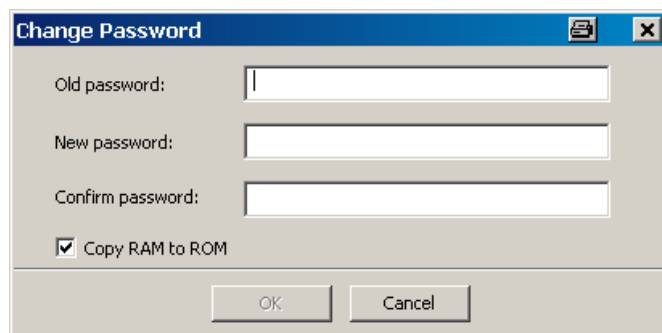 Change Password
Old password:
New password:
Confirm password:
Copy RAM to ROM
OK Cancel